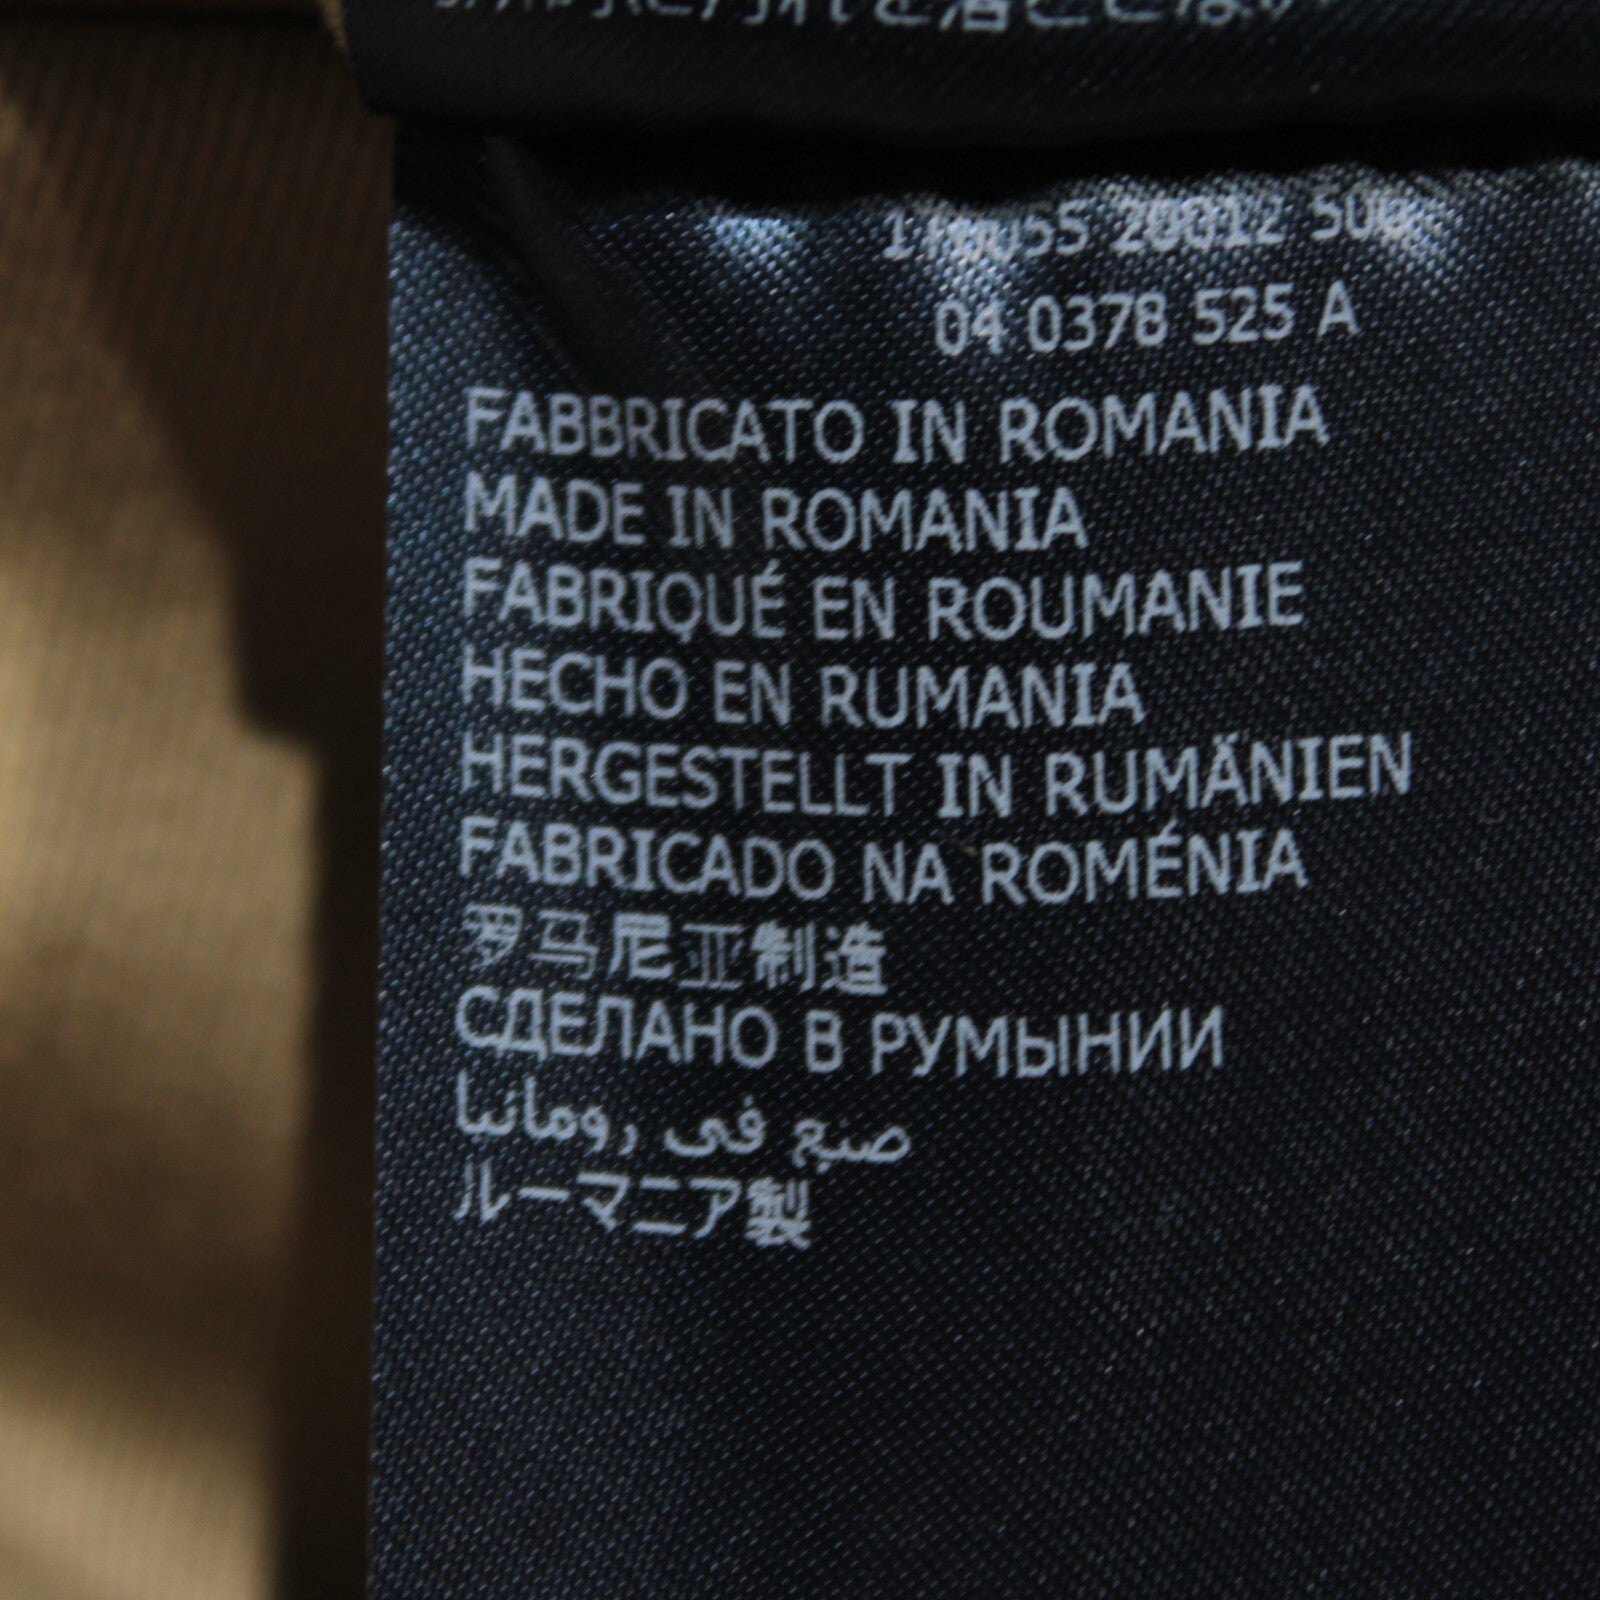 04 0378 525 A
FABBRICATO IN ROMANIA
MADE IN ROMANIA
FABRIQUÉ EN ROUMANIE
HECHO EN RUMANIA
HERGESTELLT IN RUMÄNIEN
FABRICADO NA ROMÉNIA
罗马尼亚制造
СДЕЛАНО В РУМЫНИИ
صنع في رومانيا
ルーマニア製